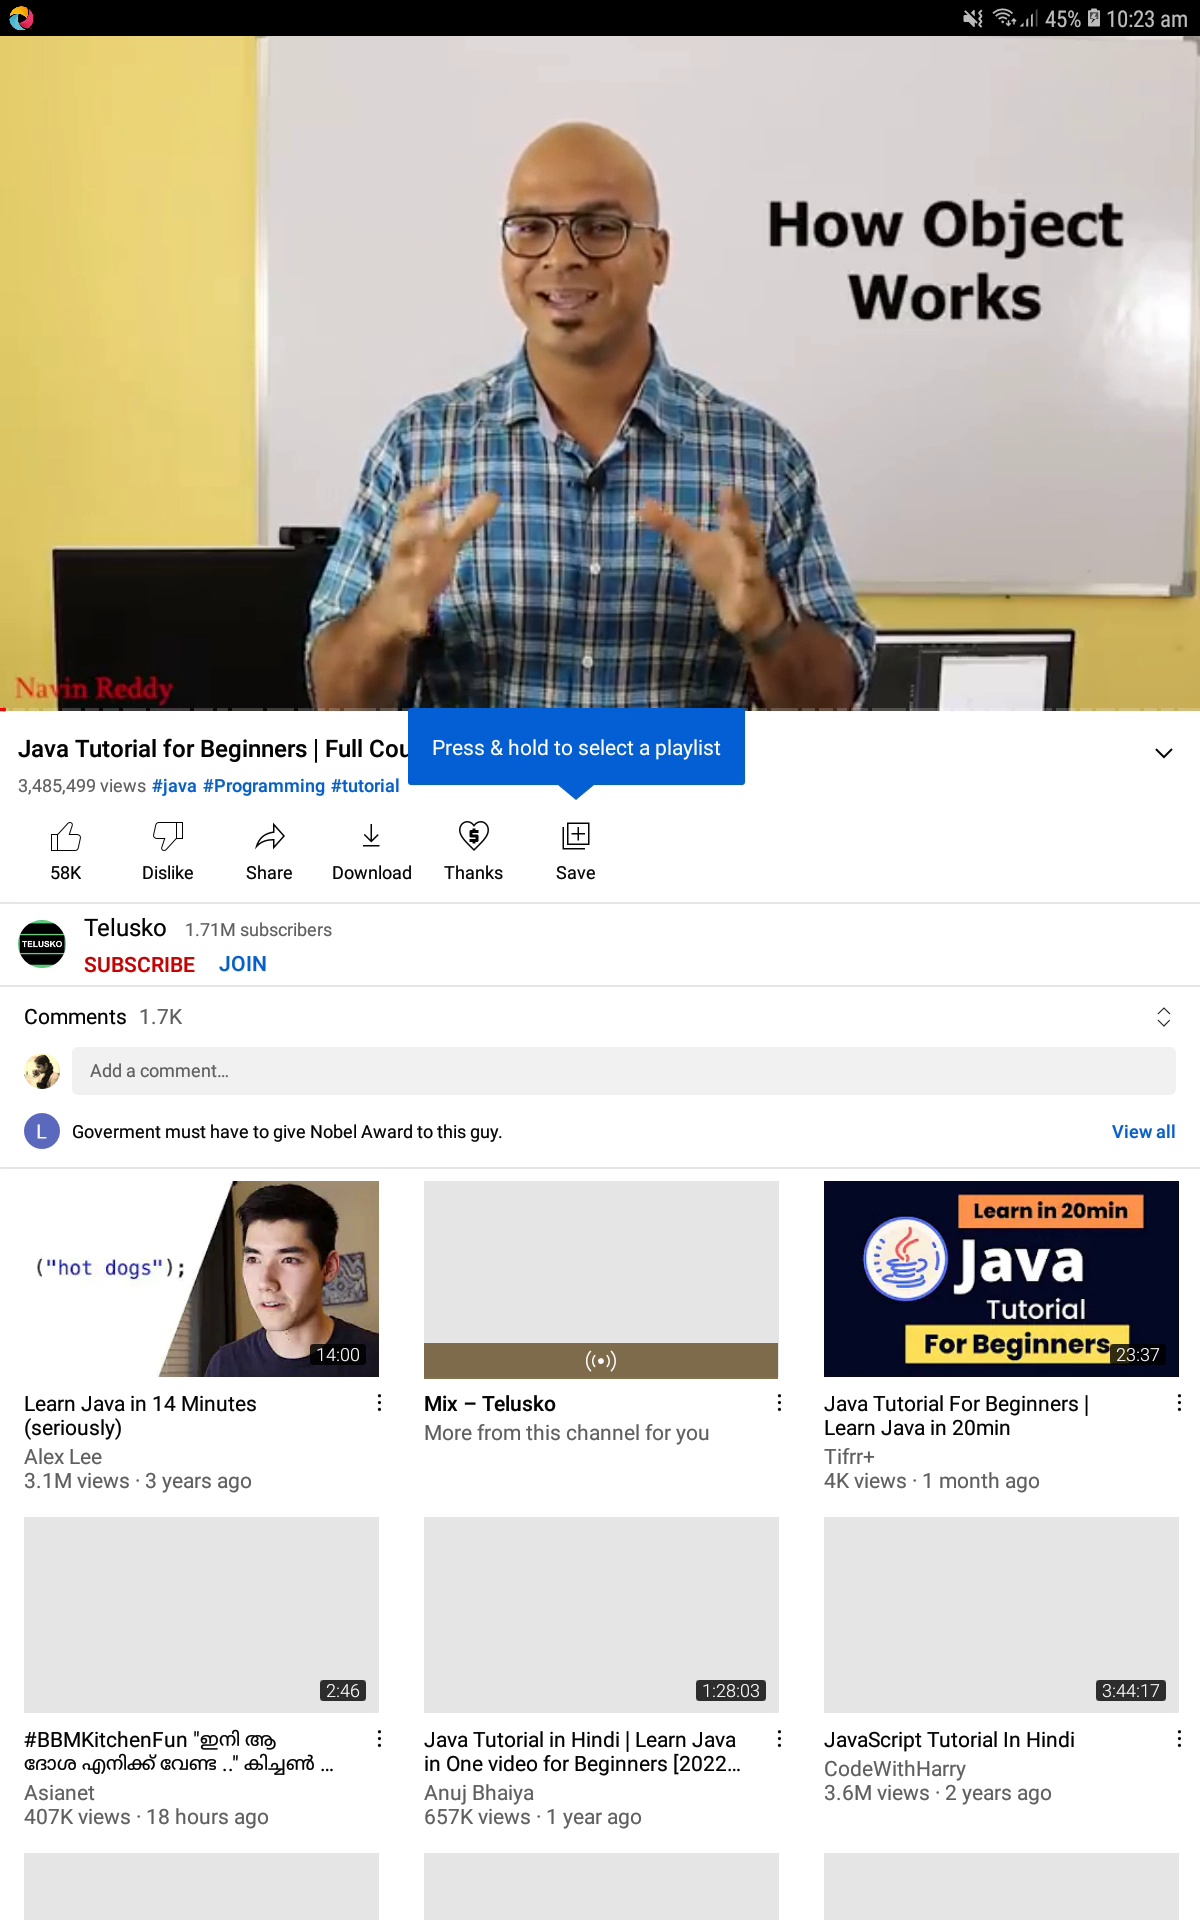 45% 10:23 am
How Object
Works
Navin Reddy
Java Tutorial for Beginners | Full Cou
Press & hold to select a playlist
3,485,499 views #java #Programming #tutorial
58K Dislike Share Download Thanks Save
TELUSKO
Telusko 1.71M subscribers
SUBSCRIBE JOIN
Comments 1.7K
Add a comment...
L Goverment must have to give Nobel Award to this guy. View all
("hot dogs");
14:00
Learn Java in 14 Minutes
(seriously)
Alex Lee
3.1M views · 3 years ago
Mix – Telusko
More from this channel for you
Learn in 20min
Java
Tutorial
For Beginners
23:37
Java Tutorial For Beginners |
Learn Java in 20min
Tifrr+
4K views · 1 month ago
2:46
#BBMKitchenFun "ഇനി ആ
ദോശ എനിക്ക് വേണ്ട .." കിച്ചൺ ...
Asianet
407K views · 18 hours ago
1:28:03
Java Tutorial in Hindi | Learn Java
in One video for Beginners [2022...
Anuj Bhaiya
657K views · 1 year ago
3:44:17
JavaScript Tutorial In Hindi
CodeWithHarry
3.6M views · 2 years ago